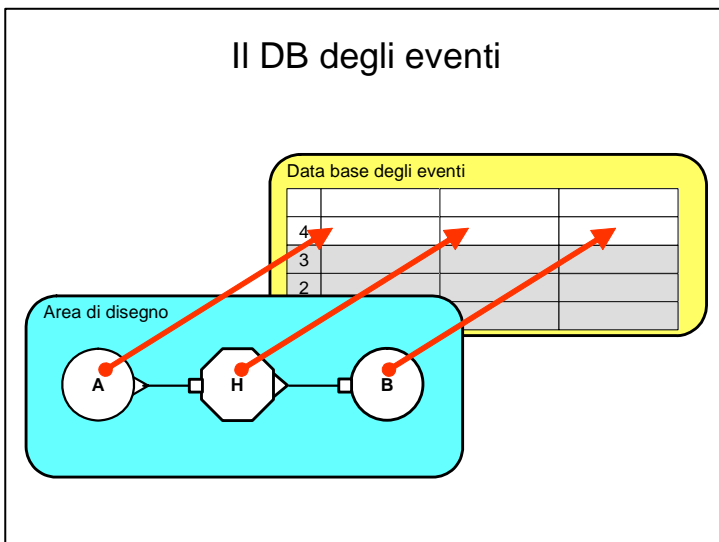 Il DB degli eventi
Data base degli eventi
4
3
2
Area di disegno
A
H
B